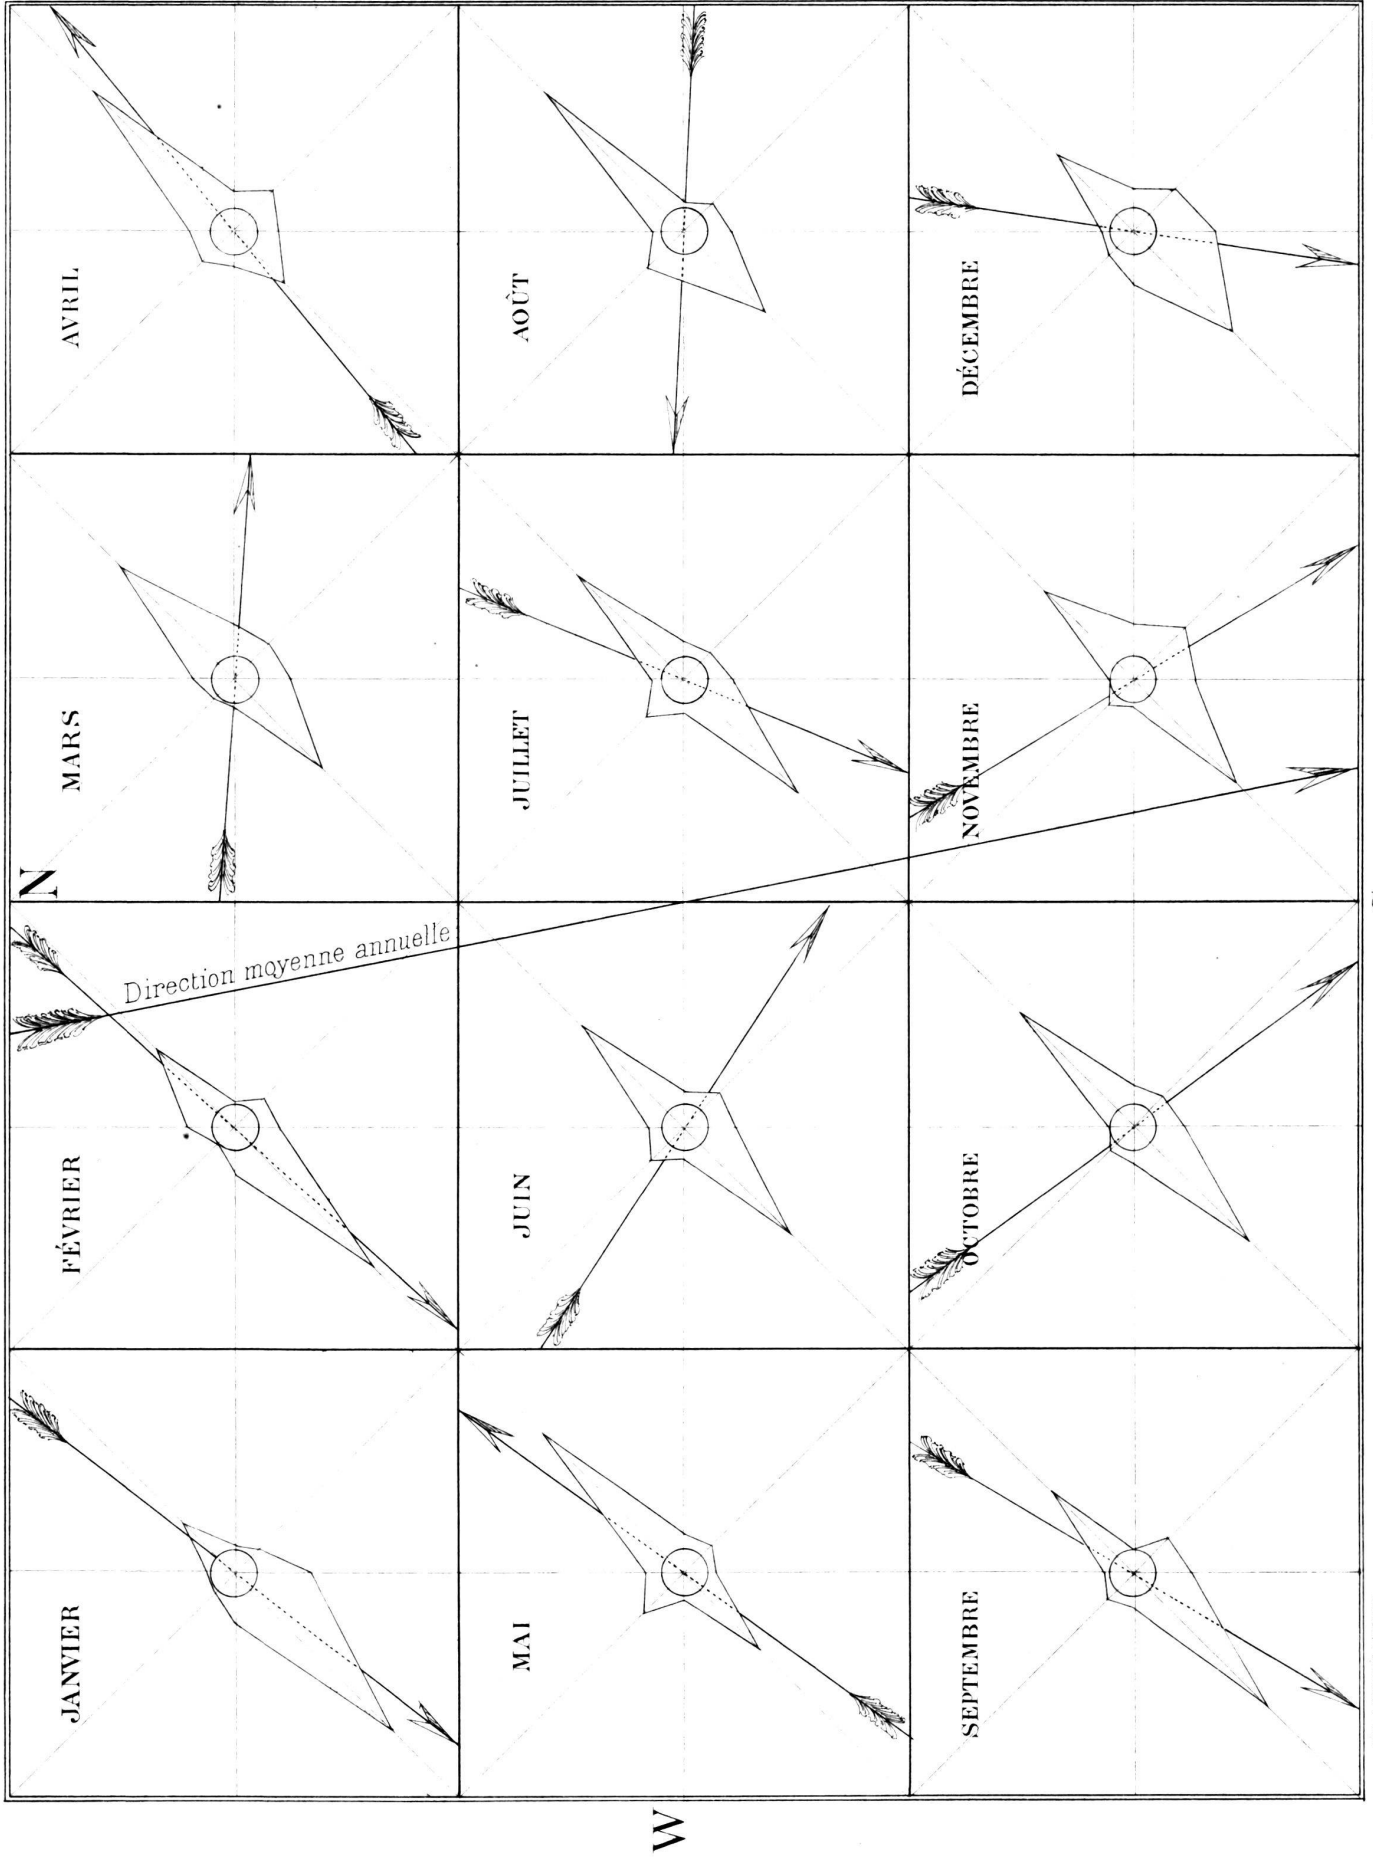 N
JANVIER
FÉVRIER
MARS
AVRIL
Direction moyenne annuelle
W
MAI
JUIN
JUILLET
AOÛT
SEPTEMBRE
OCTOBRE
NOVEMBRE
DÉCEMBRE